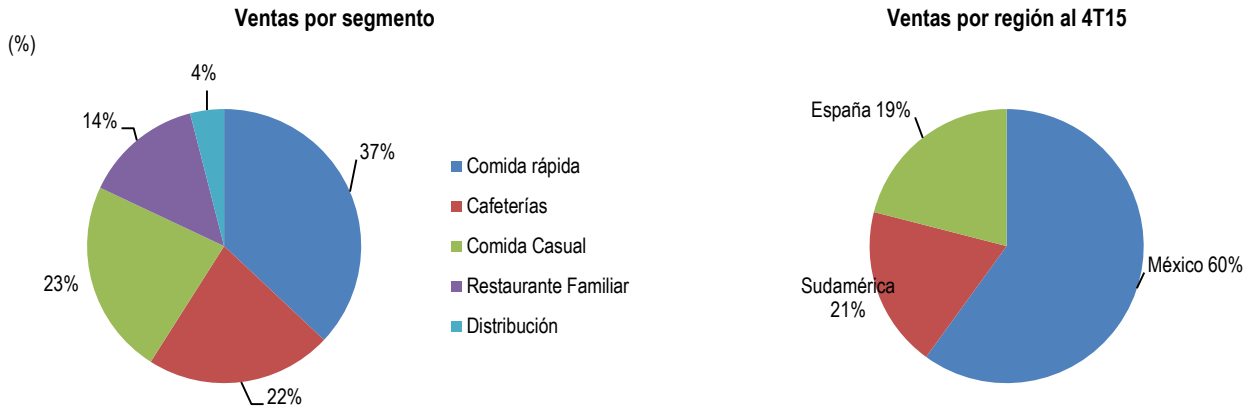 Ventas por segmento
(%)
4%
14%
37%
23%
22%
Comida rápida
Cafeterías
Comida Casual
Restaurante Familiar
Distribución
Ventas por región al 4T15
España 19%
México 60%
Sudamérica
21%